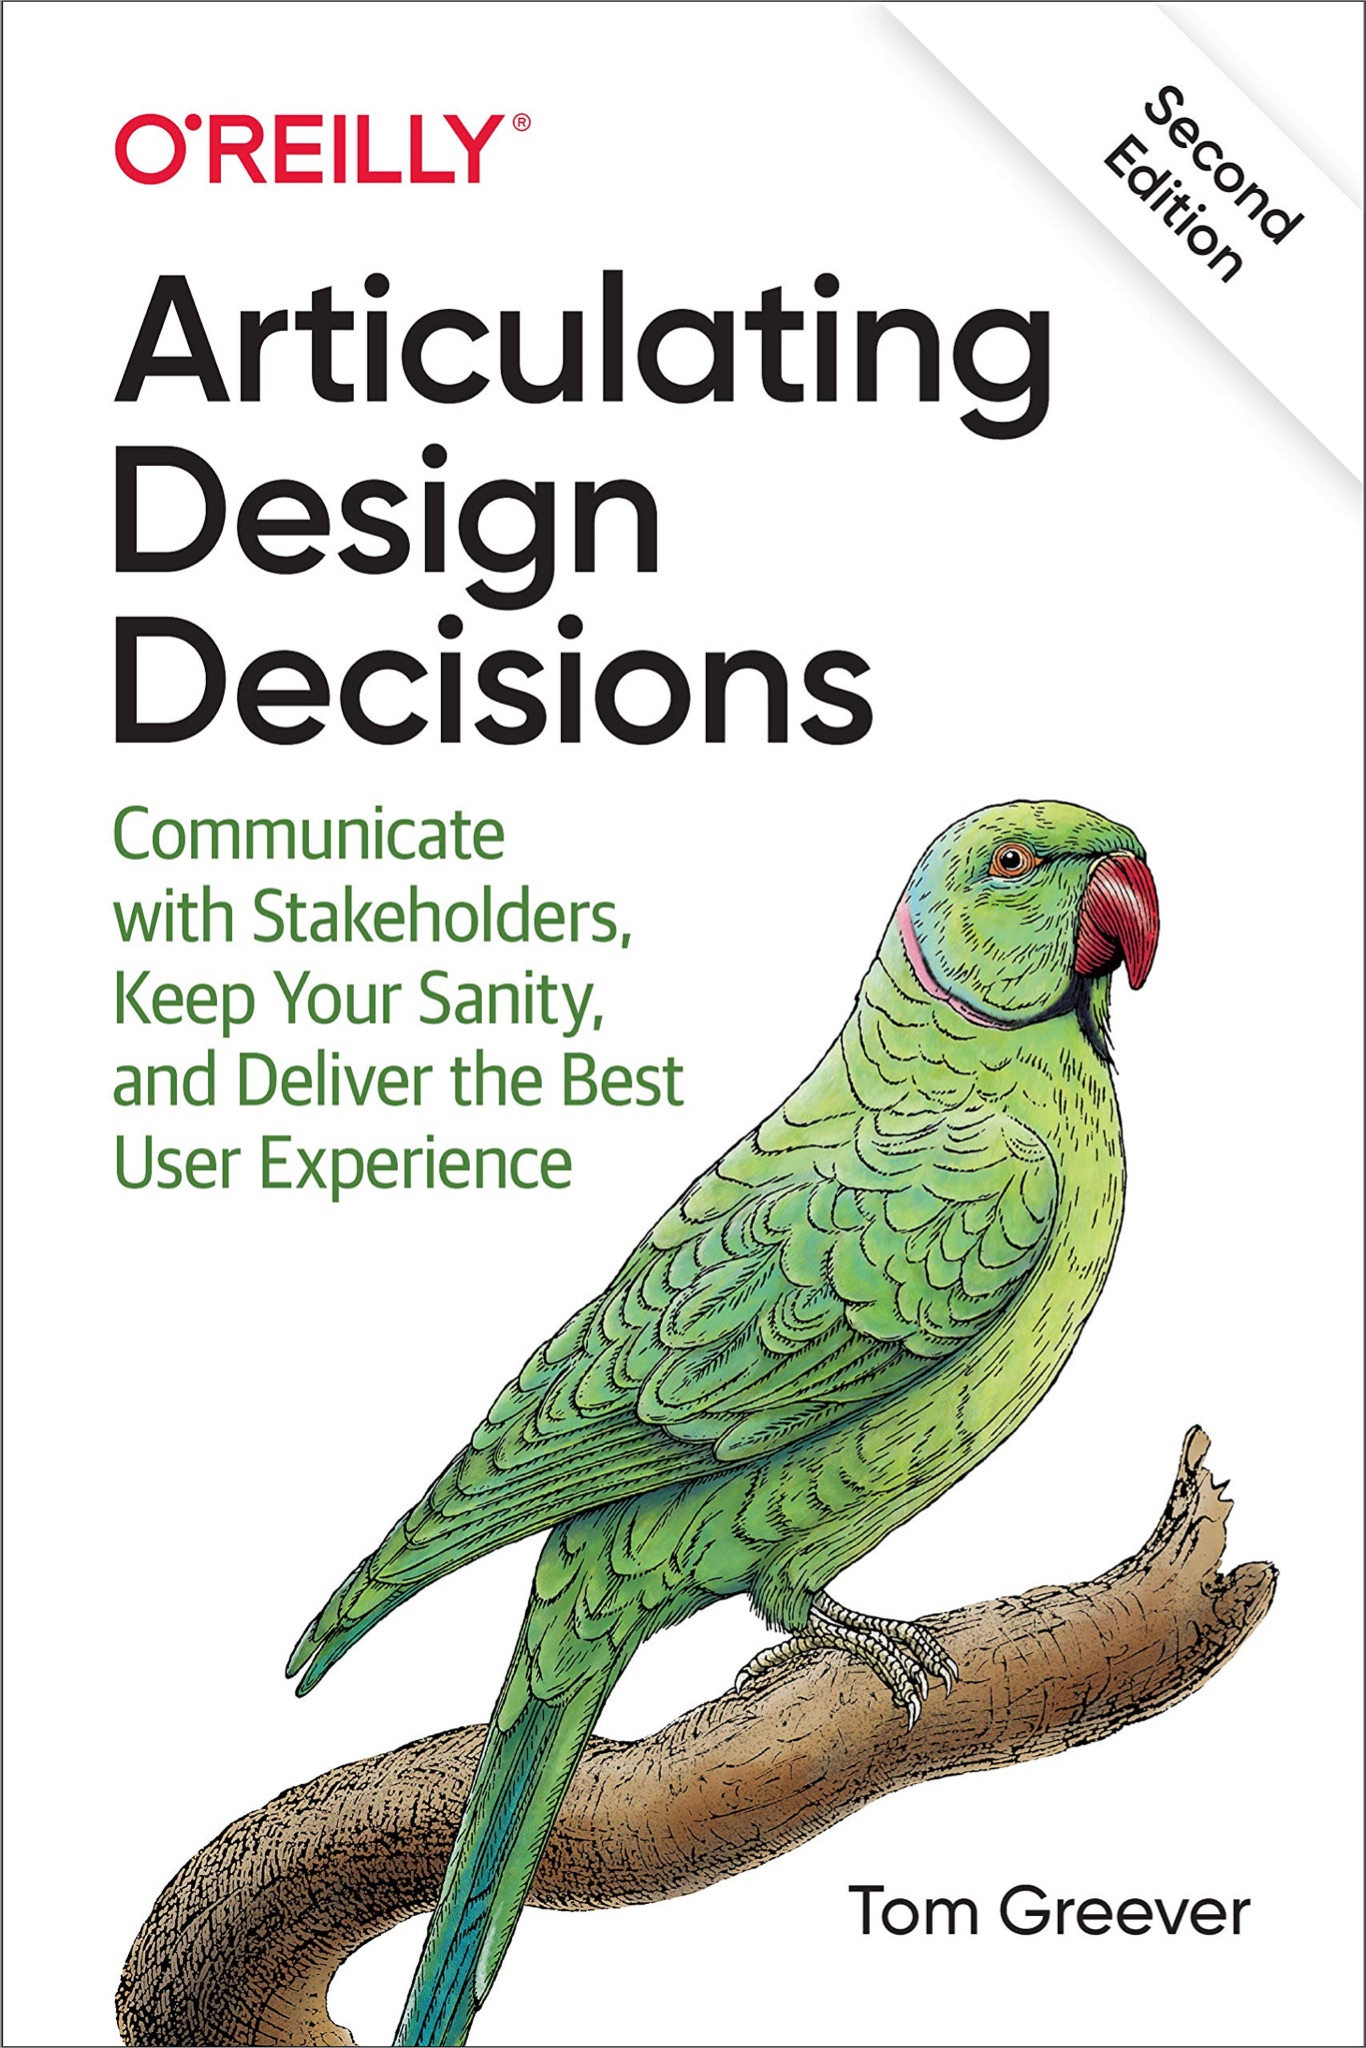 O'REILLY®
Second
Edition
Articulating
Design
Decisions
Communicate
with Stakeholders,
Keep Your Sanity,
and Deliver the Best
User Experience
Tom Greever